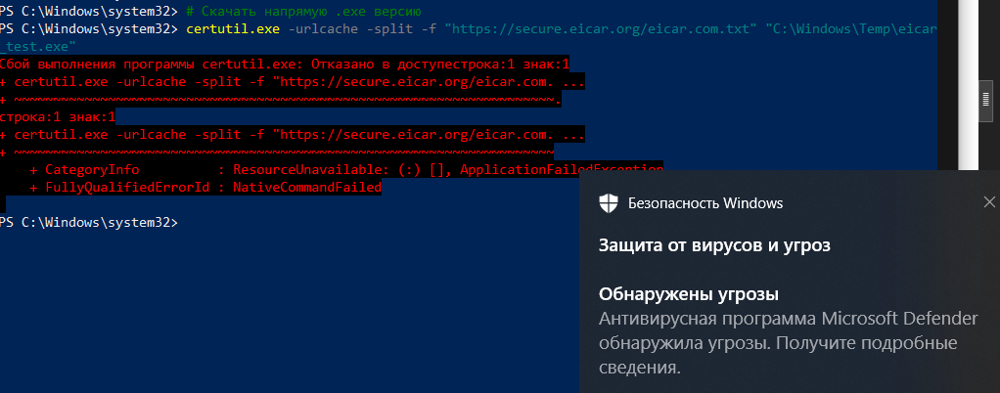 PS C:\Windows\system32> # Скачать напрямую .exe версию
PS C:\Windows\system32> certutil.exe -urlcache -split -f "https://secure.eicar.org/eicar.com.txt" "C:\Windows\Temp\eicar
_test.exe"
Сбой выполнения программы certutil.exe: Отказано в доступестрока:1 знак:1
+ certutil.exe -urlcache -split -f "https://secure.eicar.org/eicar.com. ...
+ ~~~~~~~~~~~~~~~~~~~~~~~~~~~~~~~~~~~~~~~~~~~~~~~~~~~~~~~~~~~~~~~~~~~~~.
строка:1 знак:1
+ certutil.exe -urlcache -split -f "https://secure.eicar.org/eicar.com. ...
+ ~~~~~~~~~~~~~~~~~~~~~~~~~~~~~~~~~~~~~~~~~~~~~~~~~~~~~~~~~~~~~~~~~~~~~
+ CategoryInfo : ResourceUnavailable: (:) [], ApplicationFailedException
+ FullyQualifiedErrorId : NativeCommandFailed
PS C:\Windows\system32>
Безопасность Windows
Защита от вирусов и угроз
Обнаружены угрозы
Антивирусная программа Microsoft Defender
обнаружила угрозы. Получите подробные
сведения.